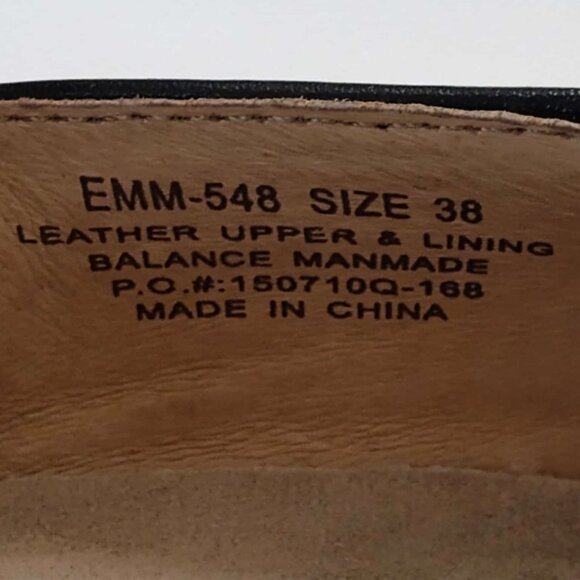 EMM-548 SIZE 38
LEATHER UPPER & LINING
BALANCE MANMADE
P.O.#:150710Q-168
MADE IN CHINA